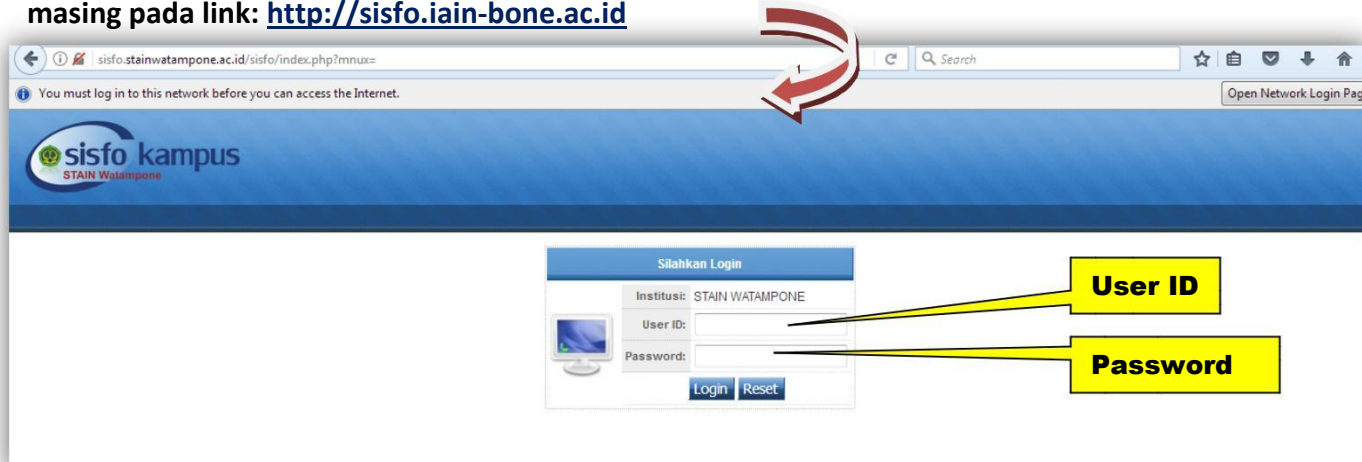 masing pada link: http://sisfo.iain-bone.ac.id
1
sisfo.stainwatampone.ac.id/sisfo/index.php?mnux=
Search
You must log in to this network before you can access the Internet.
Open Network Login Pag
sisfo kampus
STAIN Watampone
Silahkan Login
Institusi: STAIN WATAMPONE
User ID:
User ID
Password:
Password
Login Reset